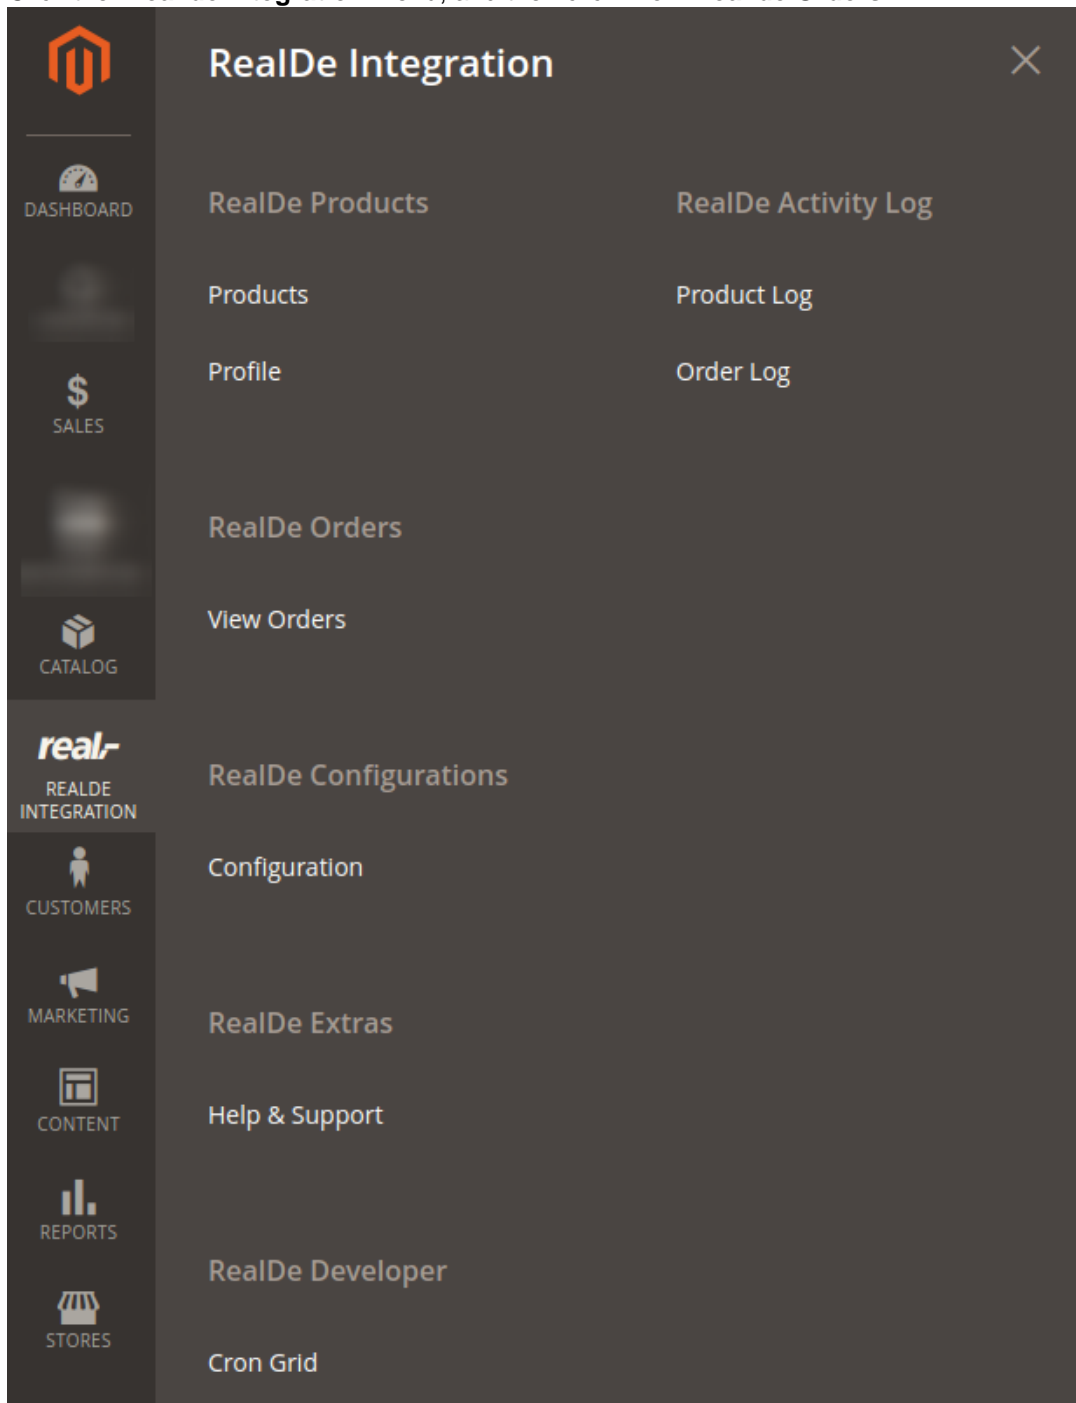 RealDe Integration
DASHBOARD
SALES
CATALOG
real,-
REALDE
INTEGRATION
CUSTOMERS
MARKETING
CONTENT
REPORTS
STORES
RealDe Products
Products
Profile
RealDe Activity Log
Product Log
Order Log
RealDe Orders
View Orders
RealDe Configurations
Configuration
RealDe Extras
Help & Support
RealDe Developer
Cron Grid